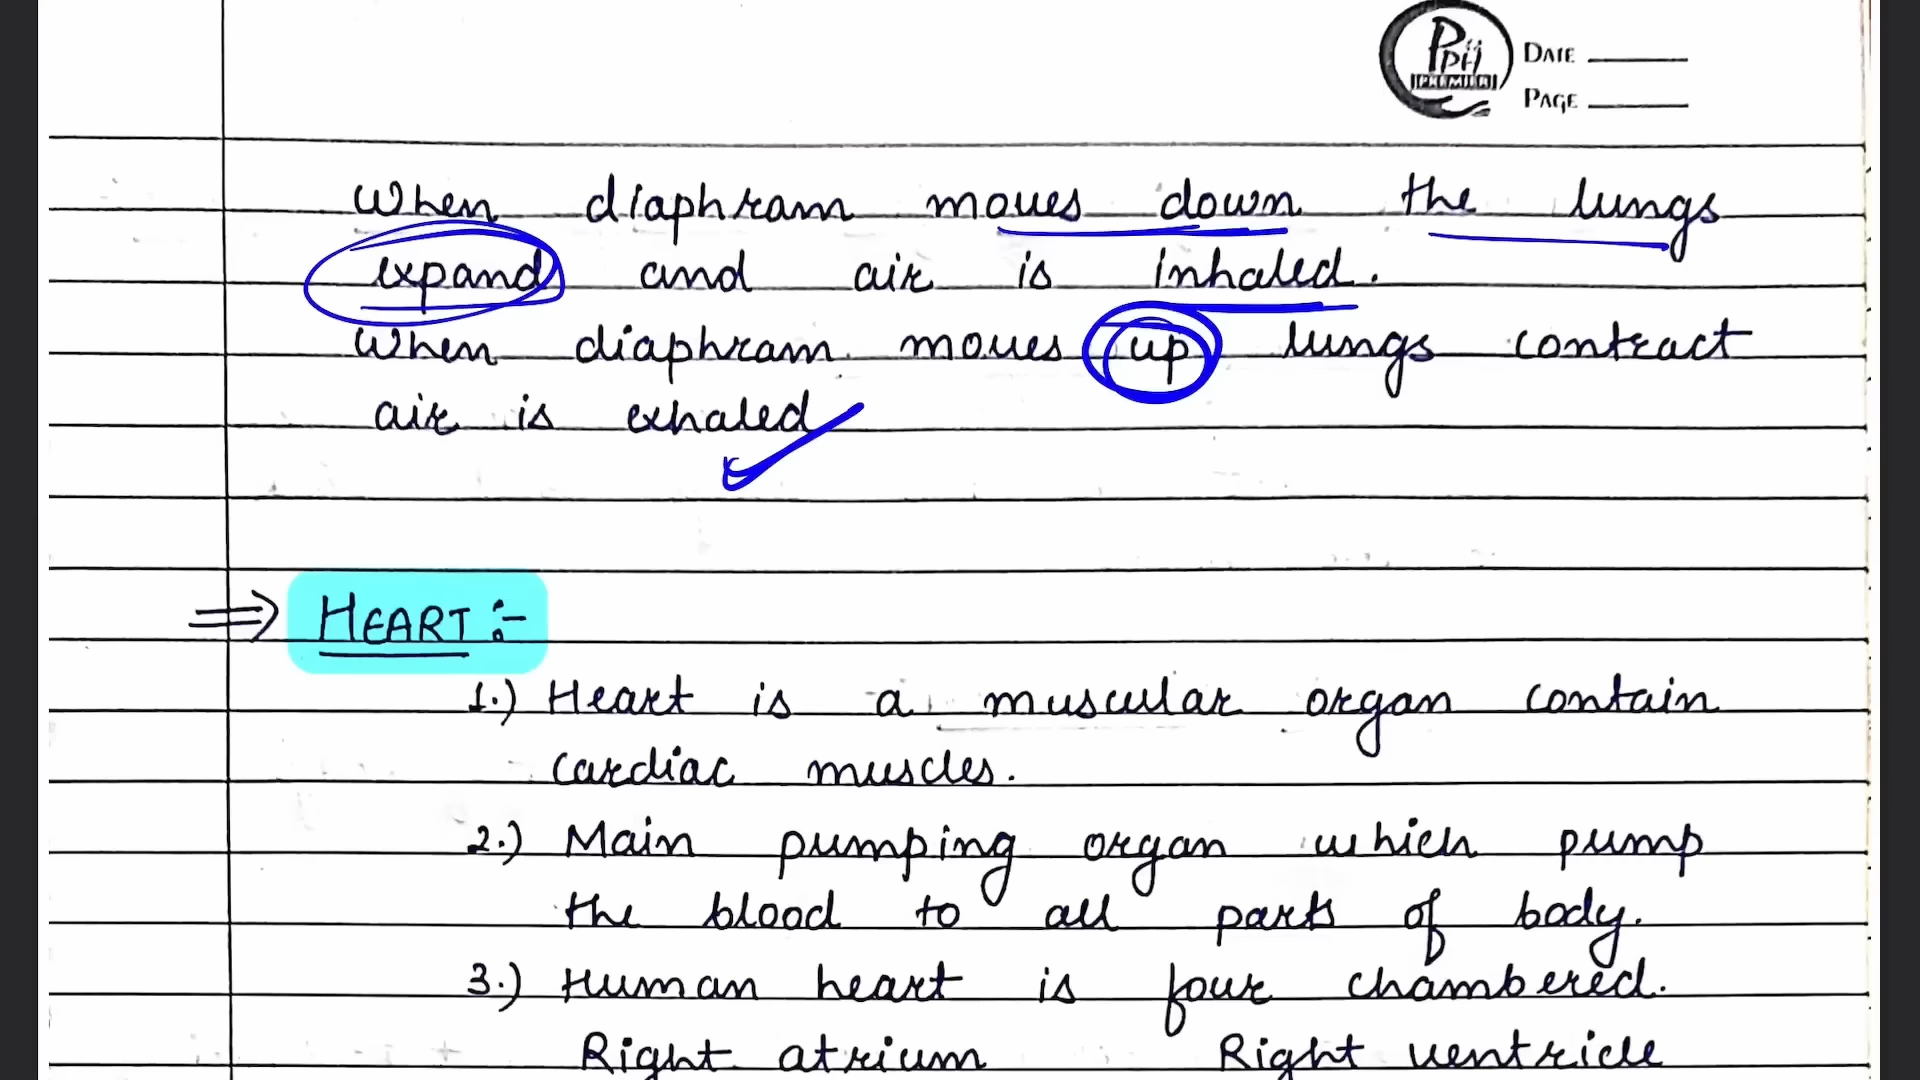 Ppij
PREMIER
DATE
PAGE
When diaphram moves down the lungs
expand and air is inhaled.
When diaphram moves up lungs contract
air is exhaled
⇒ HEART :-
1.) Heart is a muscular organ contain
cardiac muscles.
2.) Main pumping organ which pump
the blood to all parts of body.
3.) Human heart is four chambered.
Right atrium Right ventricle